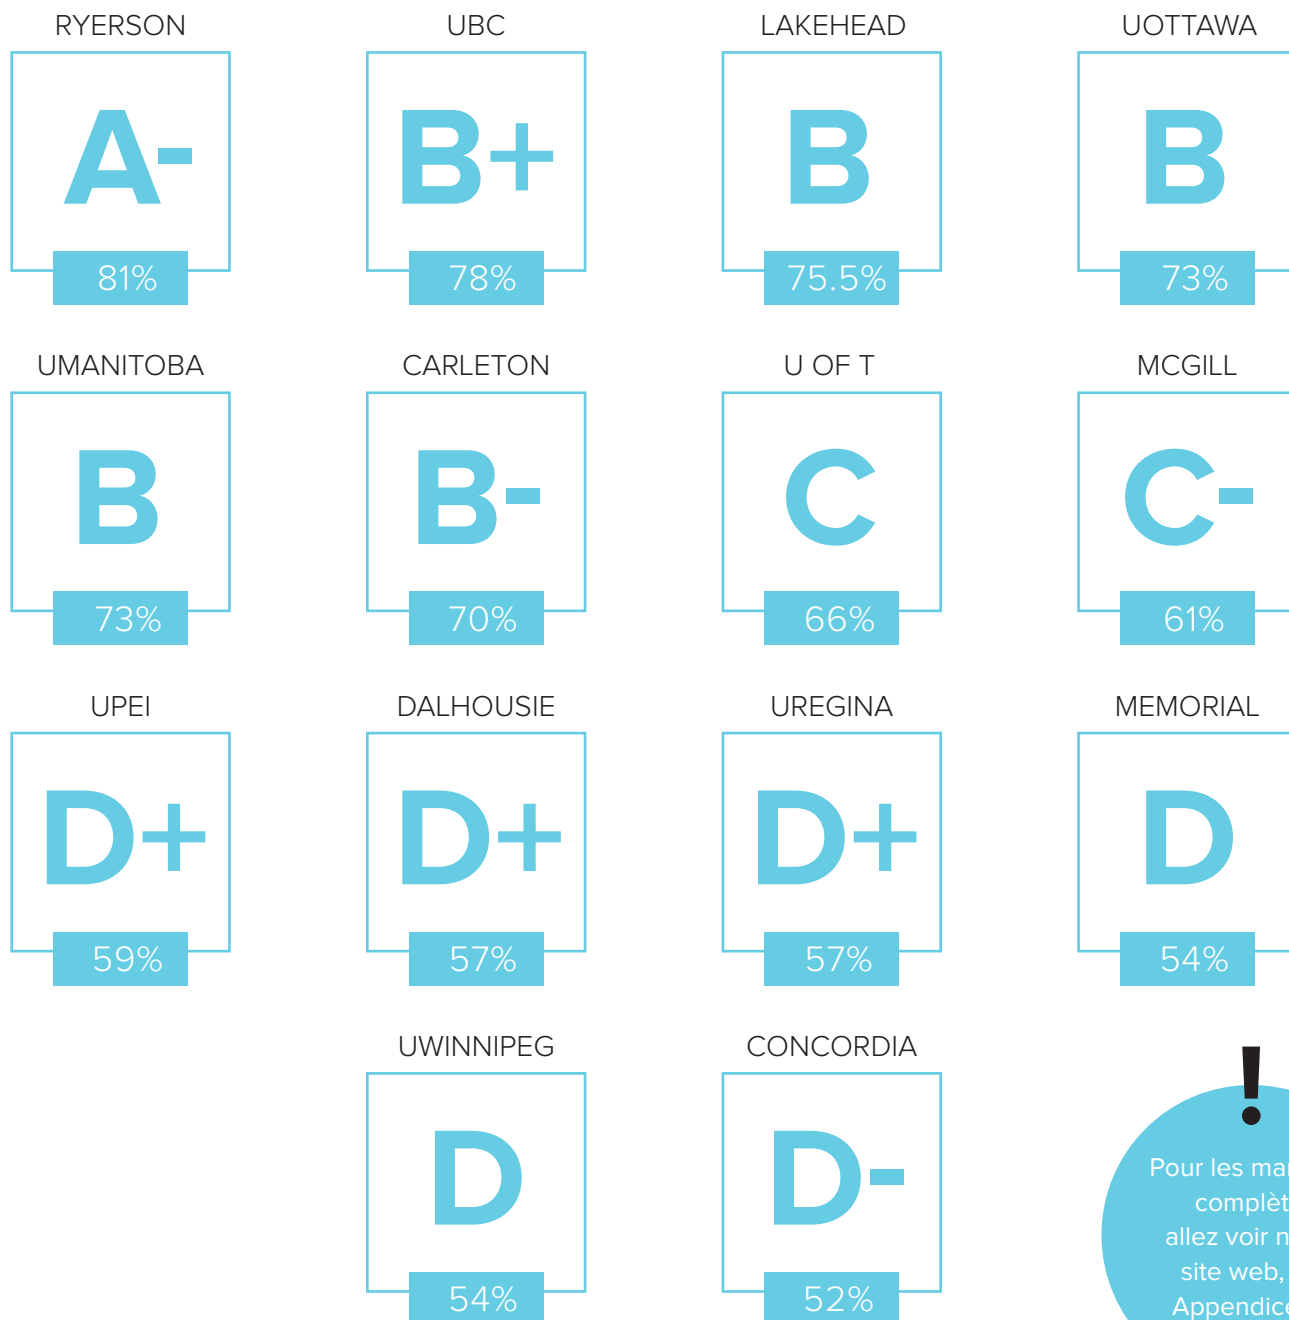 RYERSON
UBC
LAKEHEAD
UOTTAWA
A-
B+
B
B
81%
78%
75.5%
73%
UMANITOBA
CARLETON
U OF T
MCGILL
B
B-
C
C-
73%
70%
66%
61%
UPEI
DALHOUSIE
UREGINA
MEMORIAL
D+
D+
D+
D
59%
57%
57%
54%
UWINNIPEG
CONCORDIA
D
D-
54%
52%
!
Pour les
allez voir
site web,